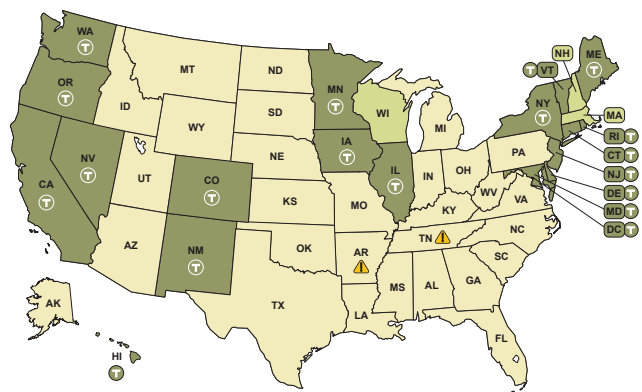 WA
T
MT
ND
MN
T
NH
ME
T
T VT
OR
T
ID
SD
WI
NY
T
MA
WY
MI
RI T
IA
T
PA
CT T
NV
T
NE
IL
T
IN
OH
NJ T
UT
CO
T
DE T
CA
T
KS
MO
WV
VA
MD T
KY
DC T
AZ
NM
T
OK
AR
TN
NC
SC
AK
TX
MS
AL
GA
LA
FL
HI
T